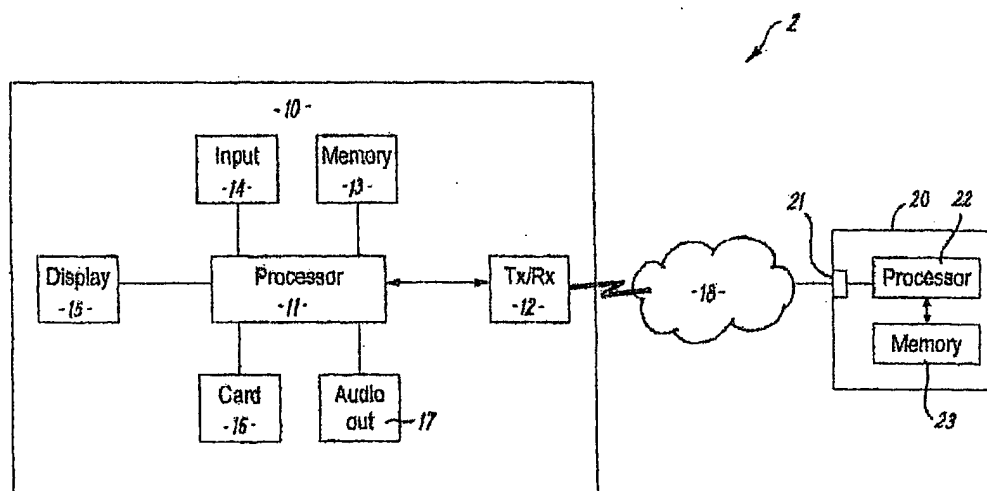 2
-10-
Input
-14-
Memory
-13-
Display
-15-
Processor
-11-
Tx/Rx
-12-
Card
-16-
Audio
out
17
-18-
21
20
22
Processor
Memory
23